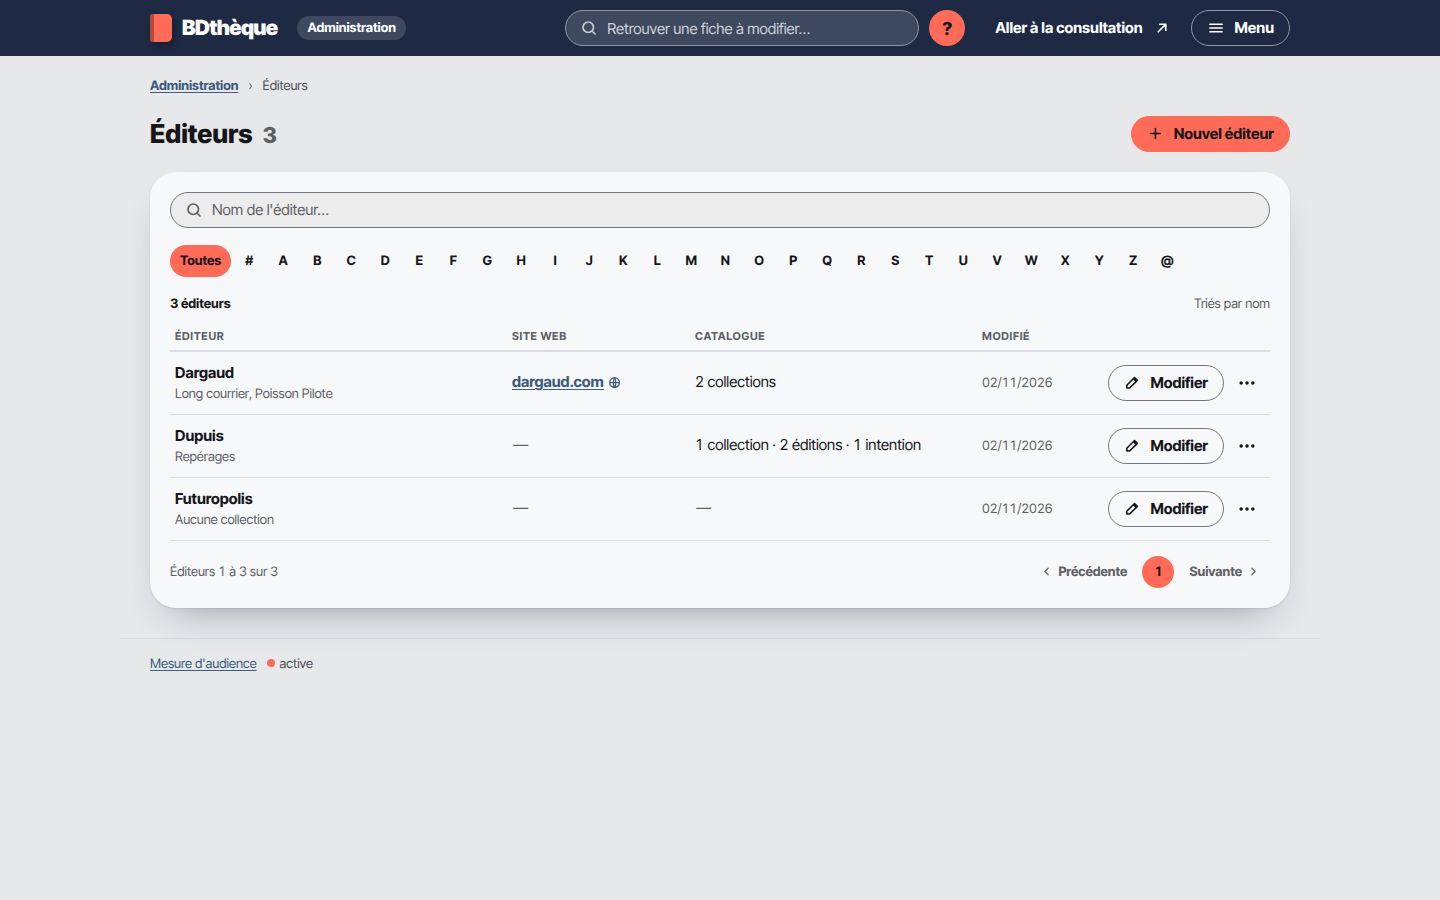 BDthèque Administration Retrouver une fiche à modifier... ? Aller à la consultation Menu
Administration › Éditeurs
Éditeurs 3 Nouvel éditeur
Nom de l'éditeur...
Toutes # A B C D E F G H I J K L M N O P Q R S T U V W X Y Z @
3 éditeurs Triés par nom
ÉDITEUR SITE WEB CATALOGUE MODIFIÉ
Dargaud dargaud.com 2 collections 02/11/2026 Modifier
Long courrier, Poisson Pilote
Dupuis — 1 collection · 2 éditions · 1 intention 02/11/2026 Modifier
Repérages
Futuropolis — — 02/11/2026 Modifier
Aucune collection
Éditeurs 1 à 3 sur 3 Précédente 1 Suivante
Mesure d'audience active